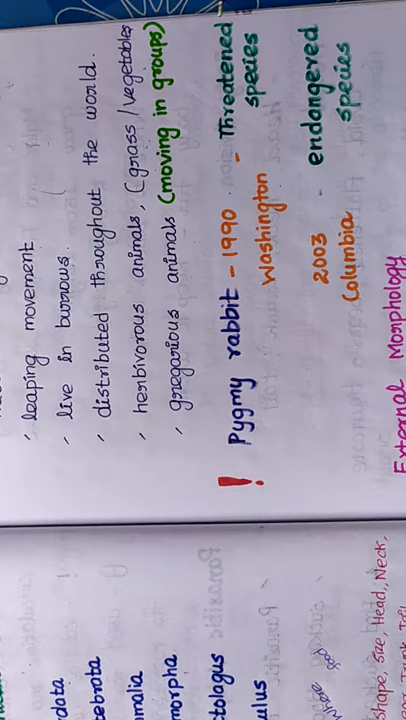 leaping movement
live in burrows.
distributed throughout the world.
herbivorous animals, (grass/vegetables
gregarious animals (moving in groups)
! Pygmy rabbit - 1990 - Threatened
Washington species
2003 - endangered
Columbia species
External Morphology
data
tebrata
malia
morpha
tologus
ulus
where
shape, size, Head, Neck,